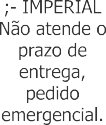 ;- IMPERIAL
Não atende o
prazo de
entrega,
pedido
emergencial.